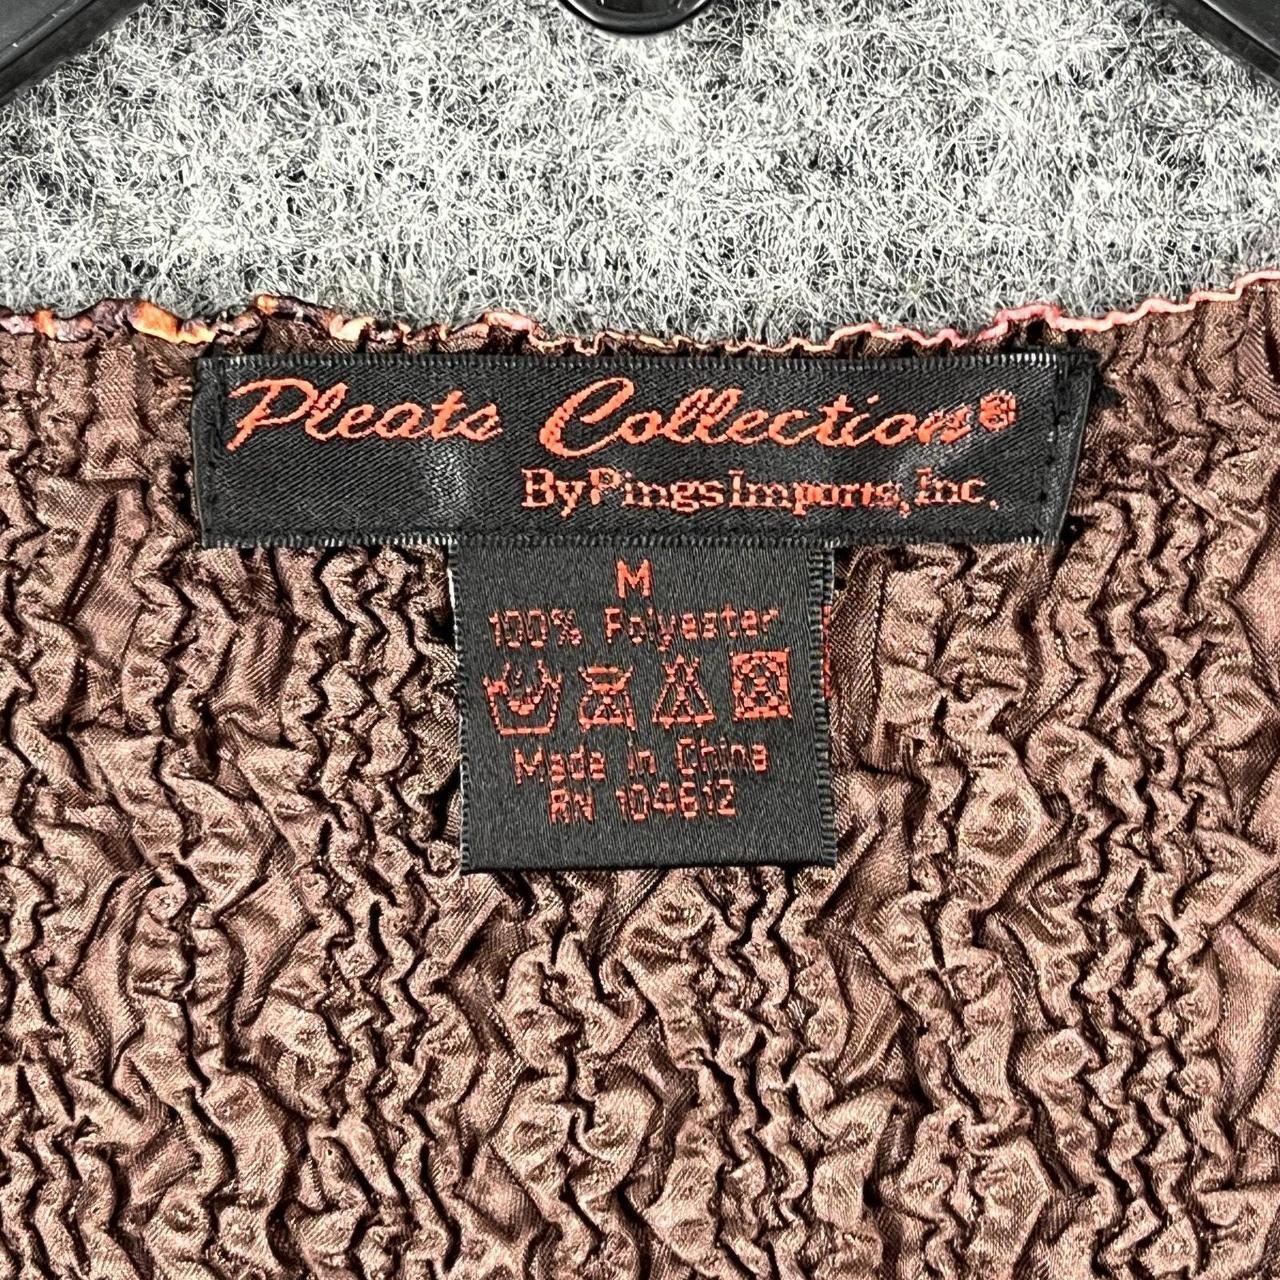 Pleats Collection®
By Pings Imports, Inc.
M
100% Polyester
Made in China
RN 104612